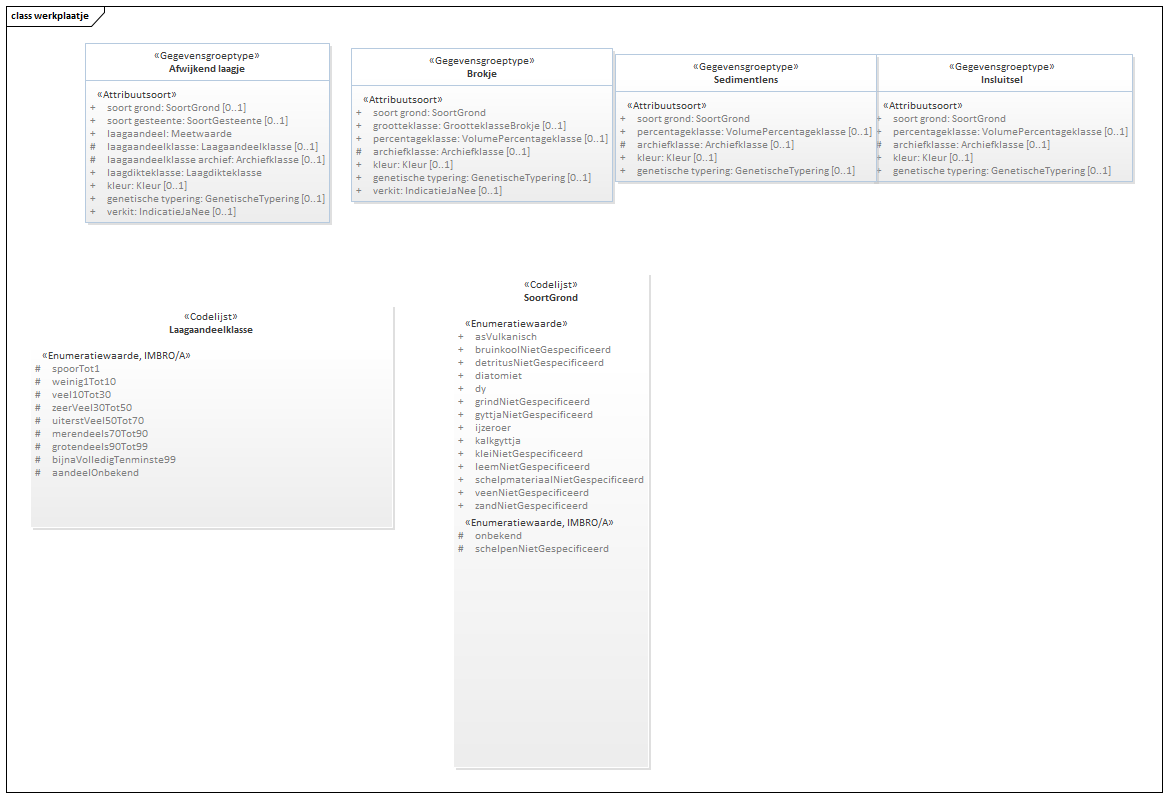 class werkplaatje
«Gegevensgroeptype»
Afwijkend laagje
«Attribuutsoort»
+ soort grond: SoortGrond [0..1]
+ soort gesteente: SoortGesteente [0..1]
+ laagaandeel: Meetwaarde
# laagaandeelklasse: Laagaandeelklasse [0..1]
# laagaandeelklasse archief: Archiefklasse [0..1]
+ laagdikteklasse: Laagdikteklasse
+ kleur: Kleur [0..1]
+ genetische typering: GenetischeTypering [0..1]
+ verkit: IndicatieJaNee [0..1]
«Gegevensgroeptype»
Brokje
«Attribuutsoort»
+ soort grond: SoortGrond
+ grootteklasse: GrootteklasseBrokje [0..1]
+ percentageklasse: VolumePercentageklasse [0..1]
# archiefklasse: Archiefklasse [0..1]
+ kleur: Kleur [0..1]
+ genetische typering: GenetischeTypering [0..1]
+ verkit: IndicatieJaNee [0..1]
«Gegevensgroeptype»
Sedimentlens
«Attribuutsoort»
+ soort grond: SoortGrond
+ percentageklasse: VolumePercentageklasse [0..1]
# archiefklasse: Archiefklasse [0..1]
+ kleur: Kleur [0..1]
+ genetische typering: GenetischeTypering [0..1]
«Gegevensgroeptype»
Insluitsel
«Attribuutsoort»
+ soort grond: SoortGrond
+ percentageklasse: VolumePercentageklasse [0..1]
# archiefklasse: Archiefklasse [0..1]
+ kleur: Kleur [0..1]
+ genetische typering: GenetischeTypering [0..1]
«Codelijst»
Laagaandeelklasse
«Enumeratiewaarde, IMBRO/A»
# spoorTot1
# weinig1Tot10
# veel10Tot30
# zeerVeel30Tot50
# uiterstVeel50Tot70
# merendeels70Tot90
# grotendeels90Tot99
# bijnaVolledigTenminste99
# aandeelOnbekend
«Codelijst»
SoortGrond
«Enumeratiewaarde»
+ asVulkanisch
+ bruinkoolNietGespecificeerd
+ detritusNietGespecificeerd
+ diatomiet
+ dy
+ grindNietGespecificeerd
+ gyttjaNietGespecificeerd
+ ijzeroer
+ kalkgyttja
+ kleiNietGespecificeerd
+ leemNietGespecificeerd
+ schelpmateriaalNietGespecificeerd
+ veenNietGespecificeerd
+ zandNietGespecificeerd
«Enumeratiewaarde, IMBRO/A»
# onbekend
# schelpenNietGespecificeerd